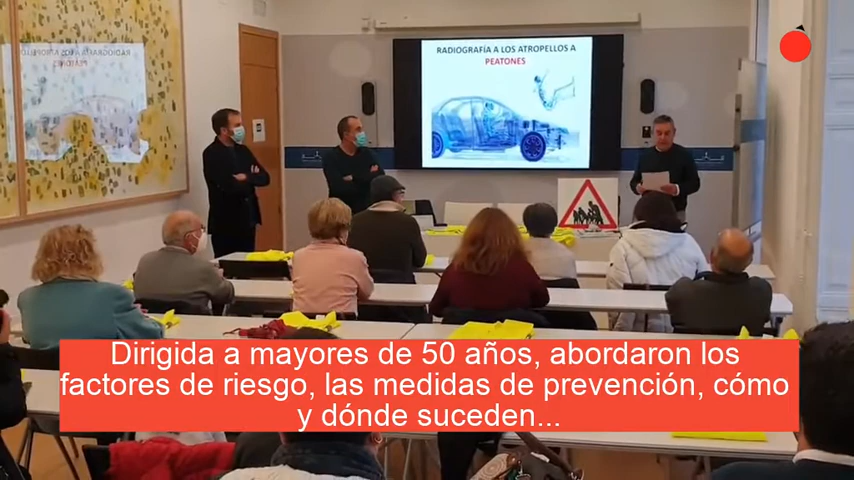 RADIOGRAFÍA A LOS ATROPELLOS A
PEATONES
Dirigida a mayores de 50 años, abordaron los
factores de riesgo, las medidas de prevención, cómo
y dónde suceden...